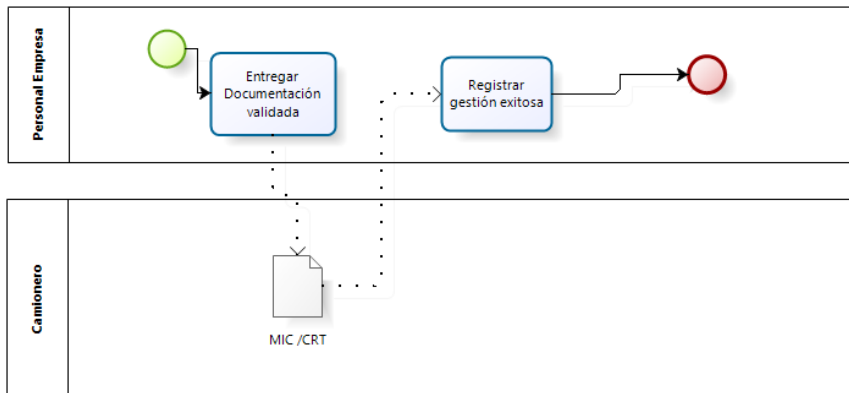 Personal Empresa
Entregar
Documentación
validada
Registrar
gestión exitosa
Camionero
MIC /CRT